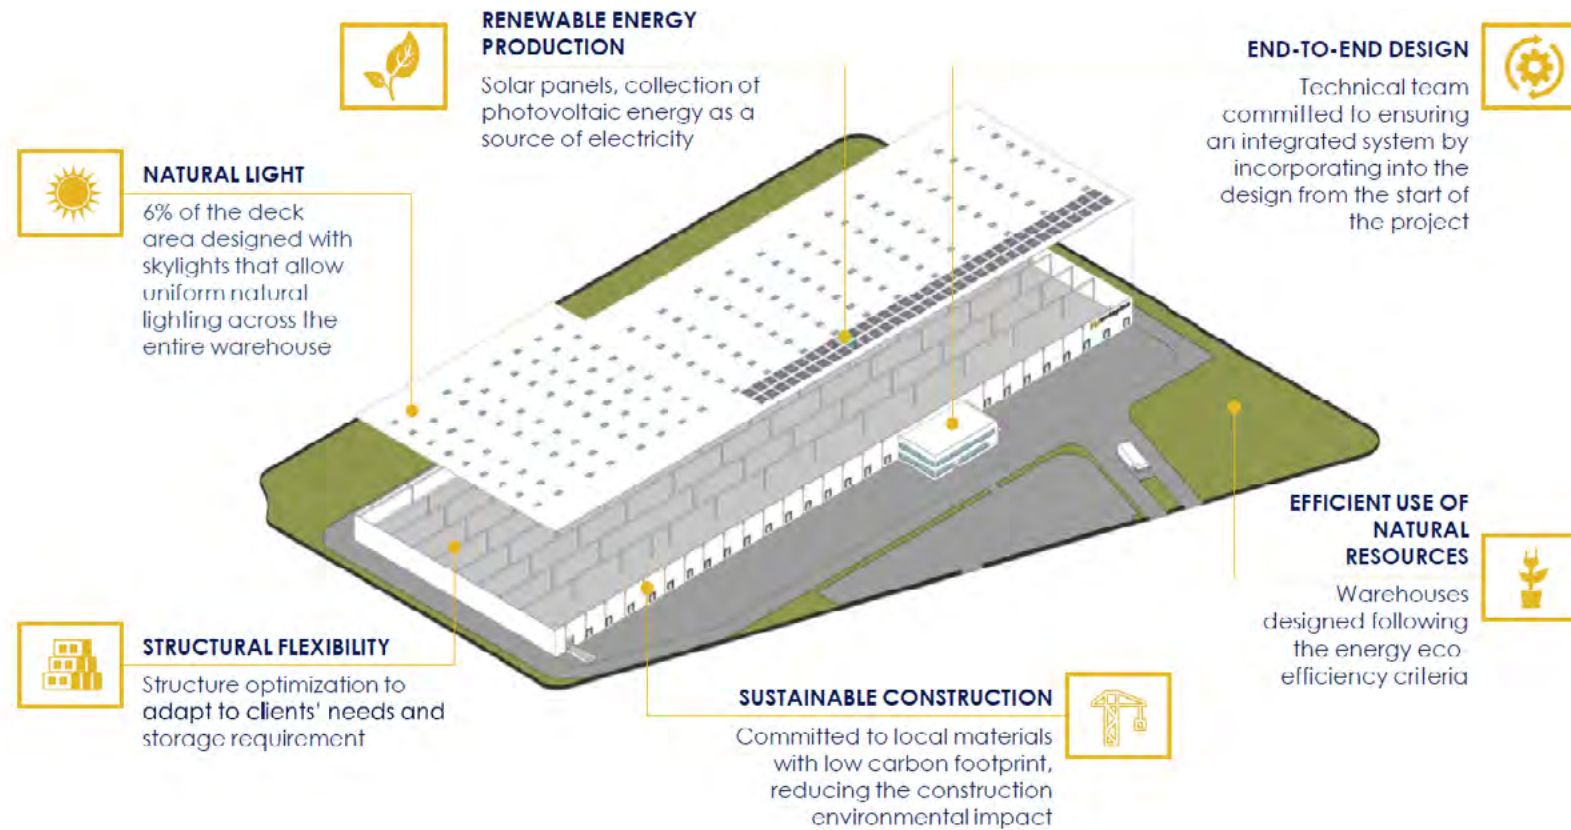 RENEWABLE ENERGY
PRODUCTION
Solar panels, collection of
photovoltaic energy as a
source of electricity
END-TO-END DESIGN
Technical team
committed to ensuring
an integrated system by
incorporating into the
design from the start of
the project
NATURAL LIGHT
6% of the deck
area designed with
skylights that allow
uniform natural
lighting across the
entire warehouse
EFFICIENT USE OF
NATURAL
RESOURCES
Warehouses
designed following
the energy eco
efficiency criteria
STRUCTURAL FLEXIBILITY
Structure optimization to
adapt to clients' needs and
storage requirement
SUSTAINABLE CONSTRUCTION
Committed to local materials
with low carbon footprint,
reducing the construction
environmental impact